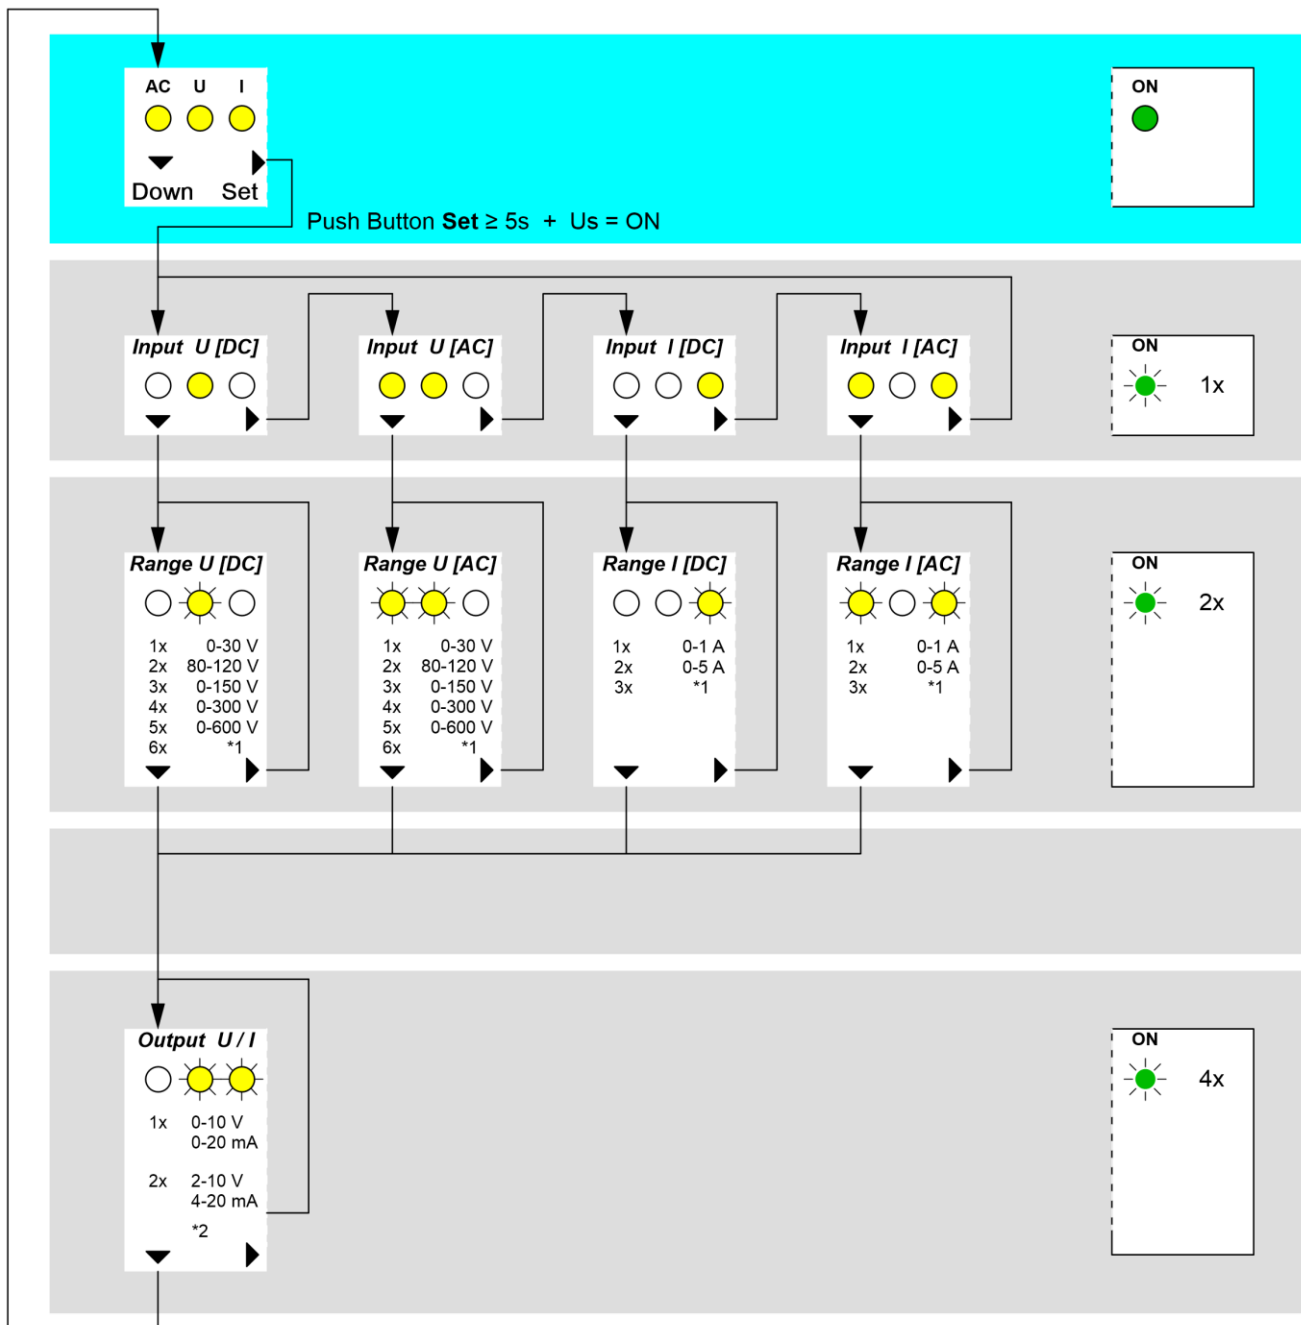 AC U I
ON
Down Set
Push Button Set ≥ 5s + Us = ON
Input U [DC]
Input U [AC]
Input I [DC]
Input I [AC]
ON
1x
Range U [DC]
1x 0-30 V
2x 80-120 V
3x 0-150 V
4x 0-300 V
5x 0-600 V
6x *1
Range U [AC]
1x 0-30 V
2x 80-120 V
3x 0-150 V
4x 0-300 V
5x 0-600 V
6x *1
Range I [DC]
1x 0-1 A
2x 0-5 A
3x *1
Range I [AC]
1x 0-1 A
2x 0-5 A
3x *1
ON
2x
Output U / I
1x 0-10 V
0-20 mA
2x 2-10 V
4-20 mA
*2
ON
4x